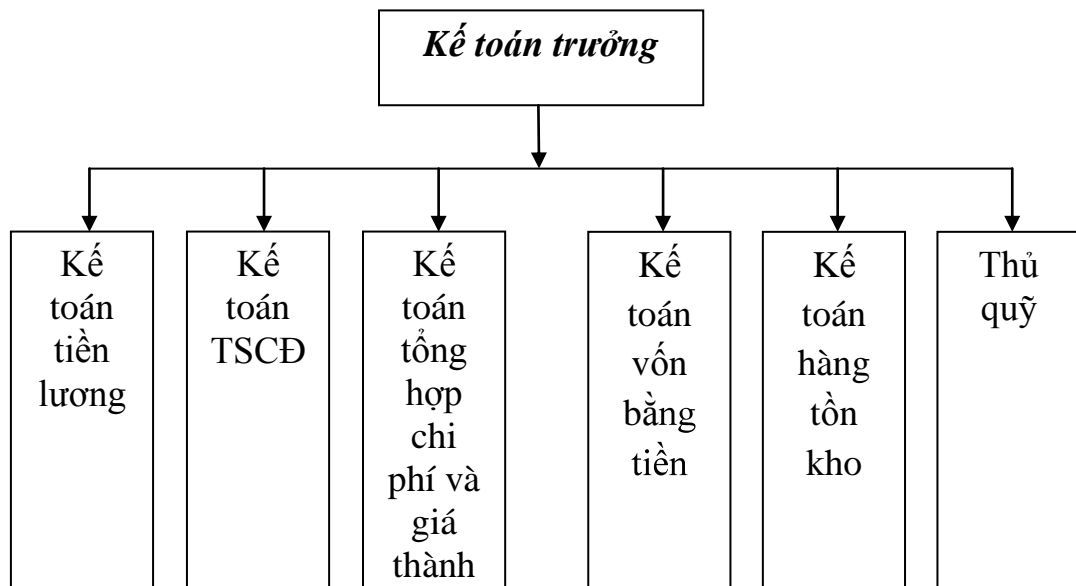 Kế toán trưởng
Kế
toán
tiền
lương
Kế
toán
TSCĐ
Kế
toán
tổng
hợp
chi
phí và
giá
thành
Kế
toán
vốn
bằng
tiền
Kế
toán
hàng
tồn
kho
Thủ
quỹ